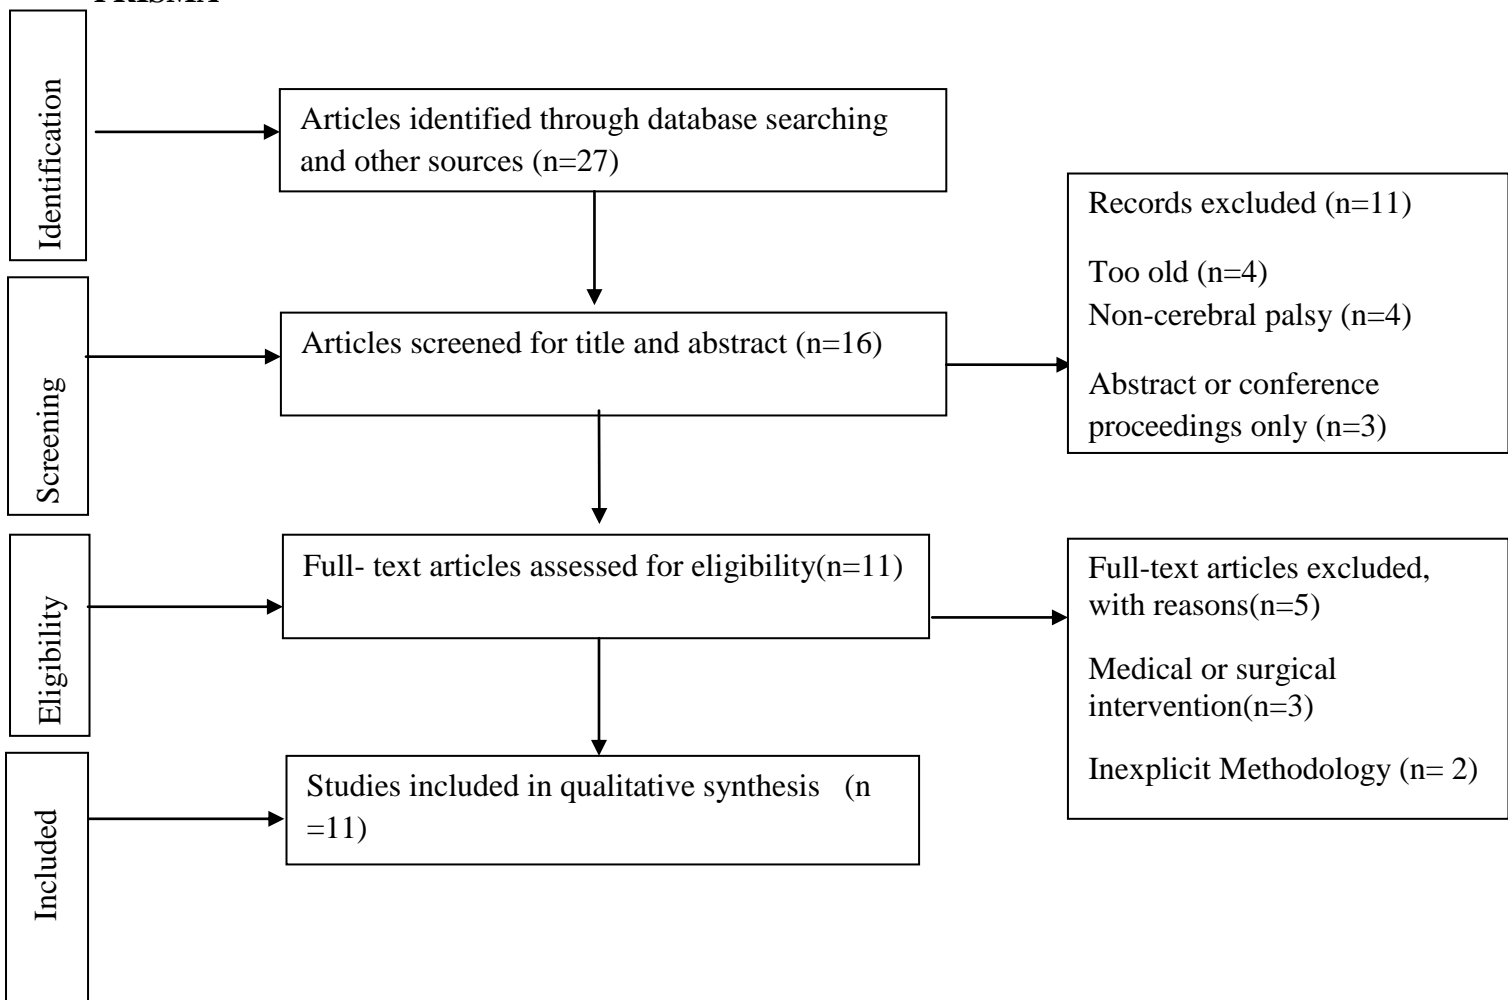 PRISMA
Identification
Articles identified through database searching
and other sources (n=27)
Records excluded (n=11)
Too old (n=4)
Non-cerebral palsy (n=4)
Abstract or conference
proceedings only (n=3)
Screening
Articles screened for title and abstract (n=16)
Eligibility
Full- text articles assessed for eligibility(n=11)
Full-text articles excluded,
with reasons(n=5)
Medical or surgical
intervention(n=3)
Inexplicit Methodology (n= 2)
Included
Studies included in qualitative synthesis (n
=11)